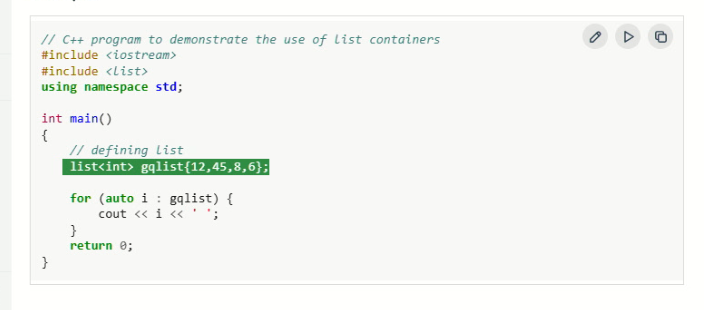 // C++ program to demonstrate the use of list containers
#include <iostream>
#include <list>
using namespace std;
int main()
{
// defining list
list<int> gqlist{12,45,8,6};
for (auto i : gqlist) {
cout << i << ' ';
}
return 0;
}